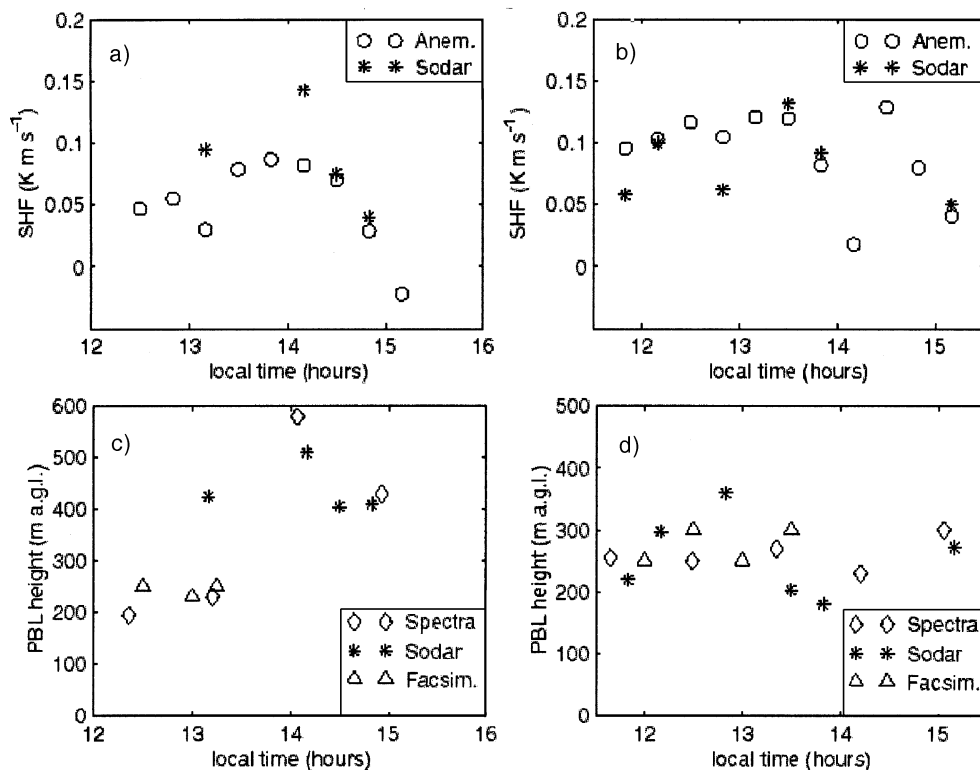 a)
○ ○ Anem.
* * Sodar
SHF (K m s⁻¹)
0.2
0.15
0.1
0.05
0
12 13 14 15 16
local time (hours)
b)
○ ○ Anem.
* * Sodar
SHF (K m s⁻¹)
0.2
0.15
0.1
0.05
0
12 13 14 15
local time (hours)
c)
◇ ◇ Spectra
* * Sodar
△ △ Facsim.
PBL height (m a.g.l.)
600
500
400
300
200
100
0
12 13 14 15 16
local time (hours)
d)
◇ ◇ Spectra
* * Sodar
△ △ Facsim.
PBL height (m a.g.l.)
500
400
300
200
100
0
12 13 14 15
local time (hours)